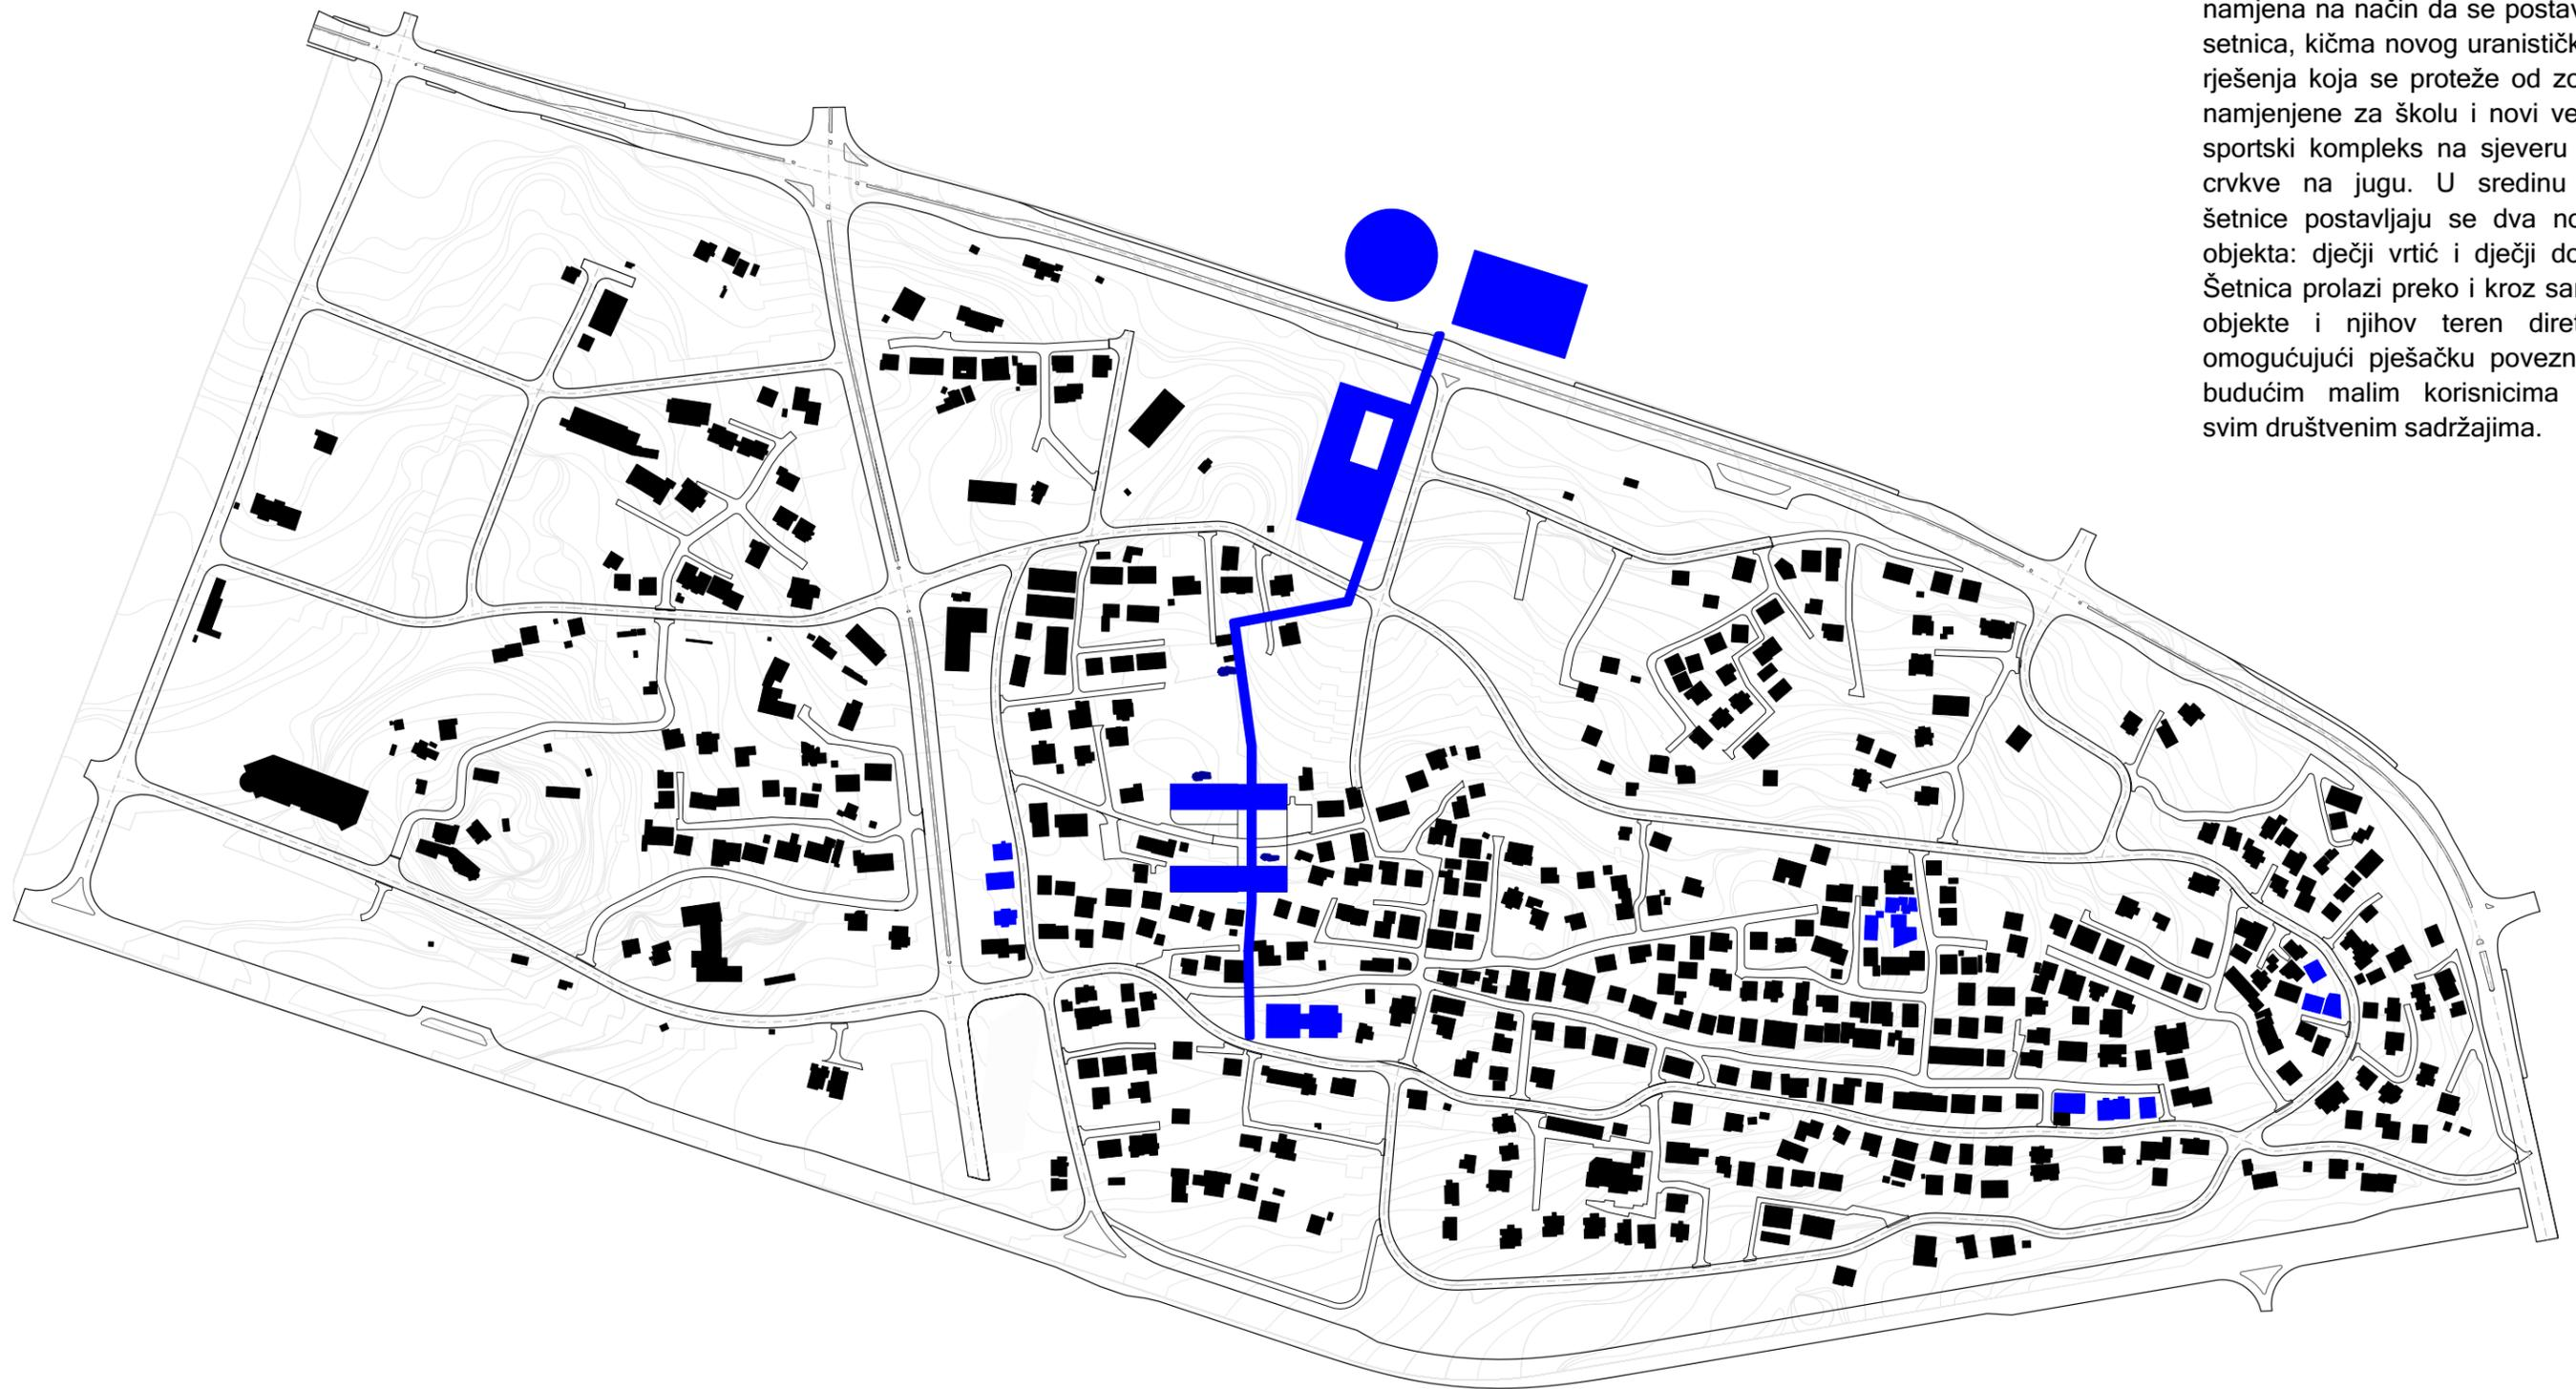 namjena na način da se postav
setnica, kičma novog uranističk
rješenja koja se proteže od zo
namjenjene za školu i novi ve
sportski kompleks na sjeveru
crvkve na jugu. U sredinu
šetnice postavljaju se dva no
objekta: dječji vrtić i dječji do
Šetnica prolazi preko i kroz sa
objekte i njihov teren diret
omogućujući pješačku povezn
budućim malim korisnicima
svim društvenim sadržajima.